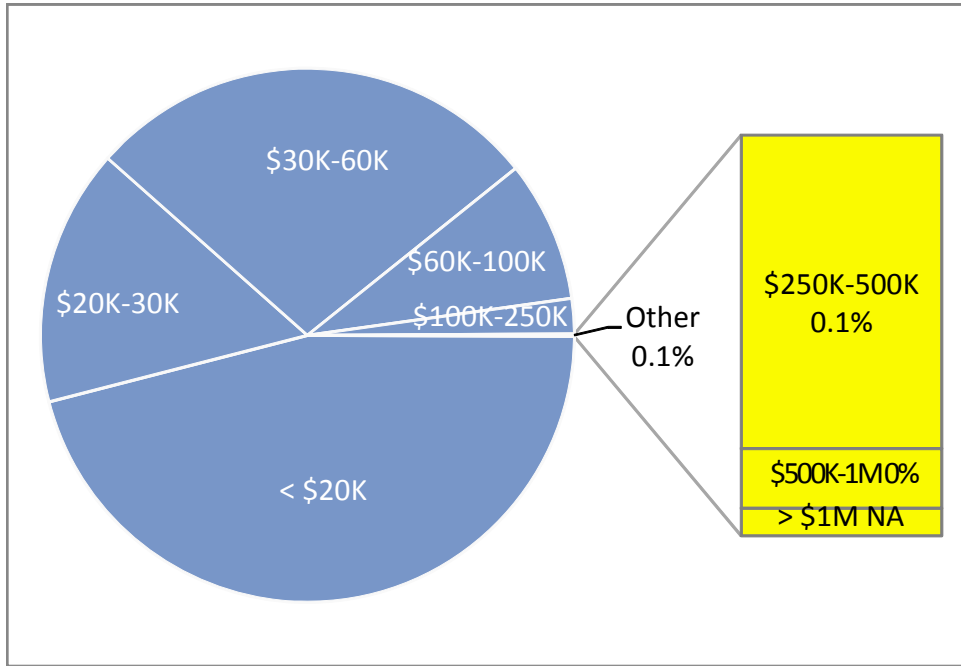 $30K-60K
$60K-100K
$20K-30K
$100K-250K
< $20K
Other
0.1%
$250K-500K
0.1%
$500K-1M0%
> $1M NA